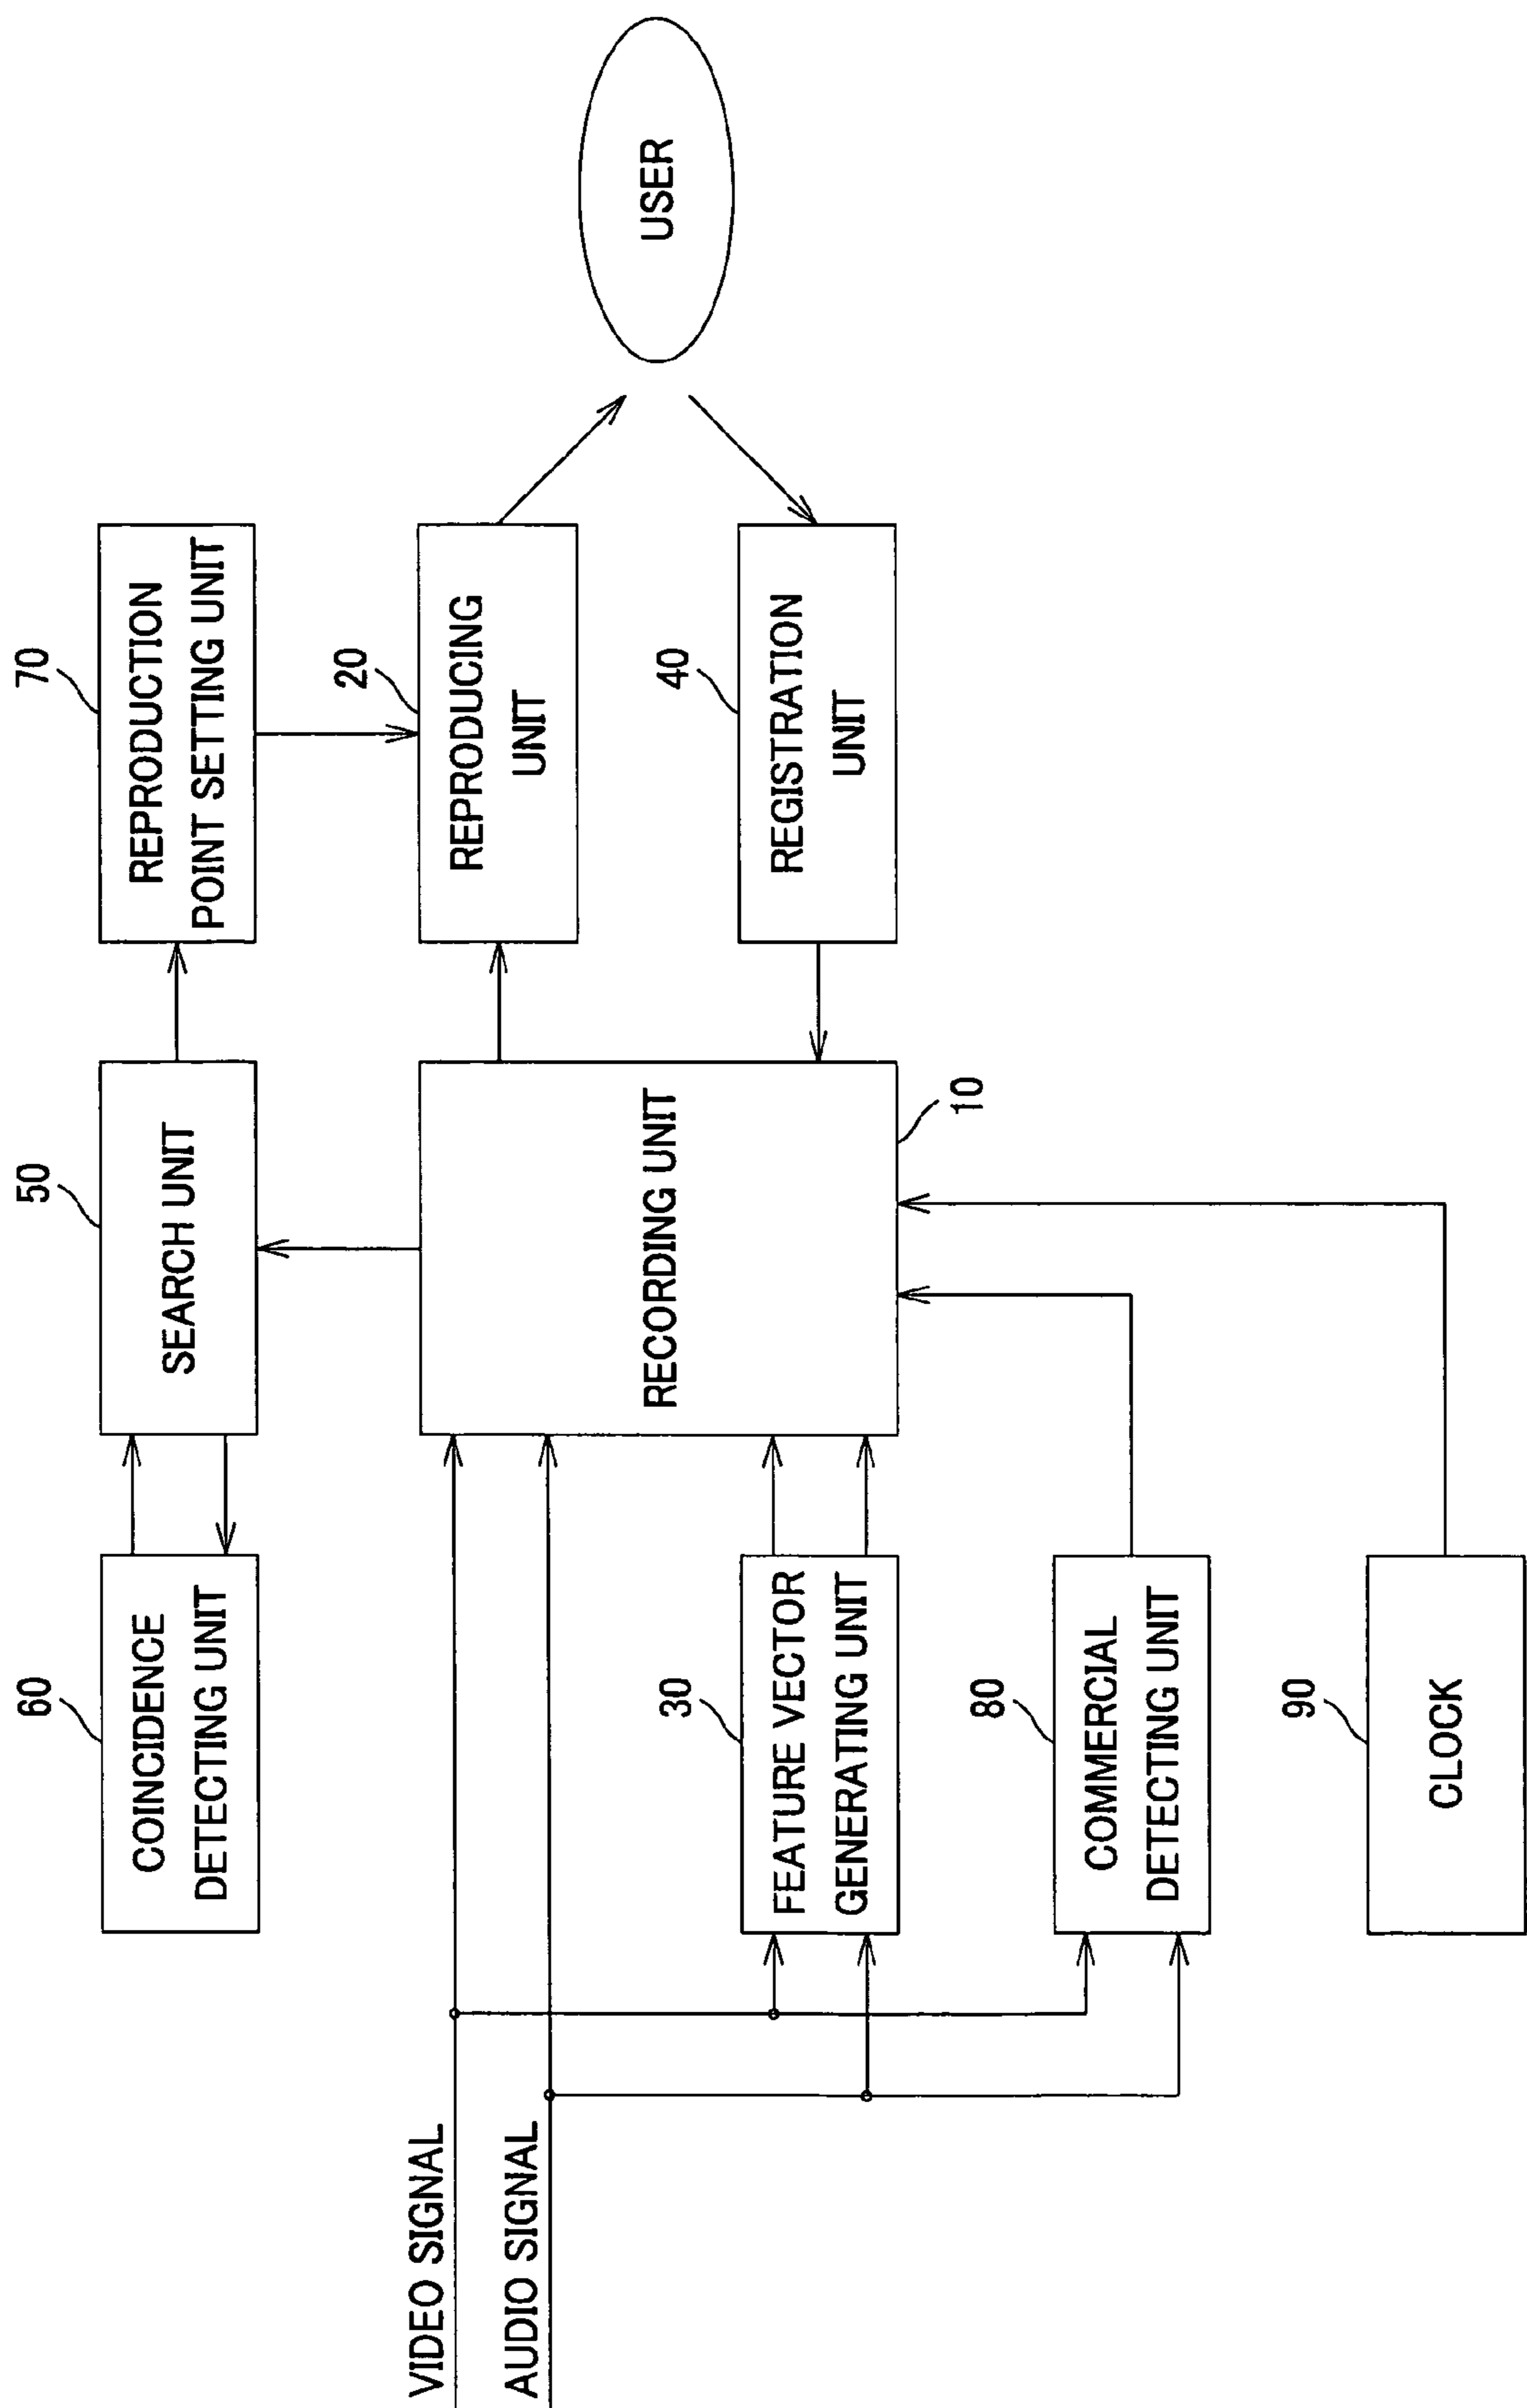 60
COINCIDENCE
DETECTING UNIT
50
SEARCH UNIT
70
REPRODUCTION
POINT SETTING UNIT
VIDEO SIGNAL
AUDIO SIGNAL
RECORDING UNIT
10
20
REPRODUCING
UNIT
USER
30
FEATURE VECTOR
GENERATING UNIT
40
REGISTRATION
UNIT
80
COMMERCIAL
DETECTING UNIT
90
CLOCK